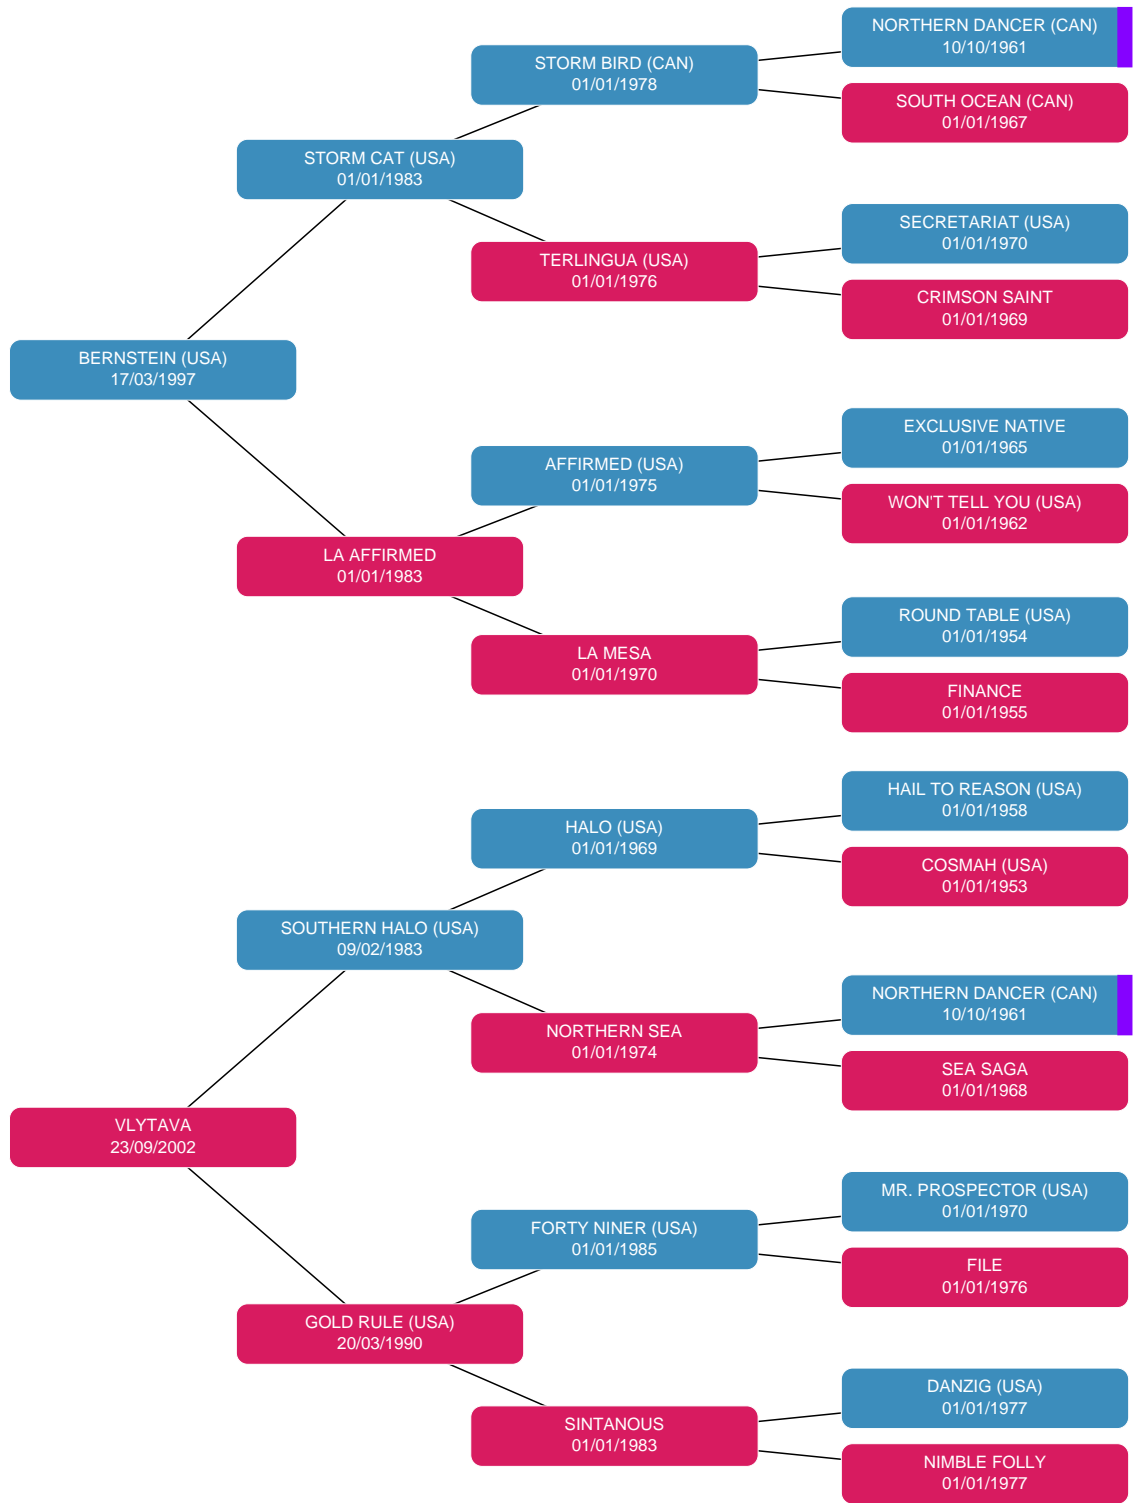 NORTHERN DANCER (CAN)
10/10/1961
STORM BIRD (CAN)
01/01/1978
SOUTH OCEAN (CAN)
01/01/1967
STORM CAT (USA)
01/01/1983
SECRETARIAT (USA)
01/01/1970
TERLINGUA (USA)
01/01/1976
CRIMSON SAINT
01/01/1969
BERNSTEIN (USA)
17/03/1997
EXCLUSIVE NATIVE
01/01/1965
AFFIRMED (USA)
01/01/1975
WON'T TELL YOU (USA)
01/01/1962
LA AFFIRMED
01/01/1983
ROUND TABLE (USA)
01/01/1954
LA MESA
01/01/1970
FINANCE
01/01/1955
HAIL TO REASON (USA)
01/01/1958
HALO (USA)
01/01/1969
COSMAH (USA)
01/01/1953
SOUTHERN HALO (USA)
09/02/1983
NORTHERN DANCER (CAN)
10/10/1961
NORTHERN SEA
01/01/1974
SEA SAGA
01/01/1968
VLYTAVA
23/09/2002
MR. PROSPECTOR (USA)
01/01/1970
FORTY NINER (USA)
01/01/1985
FILE
01/01/1976
GOLD RULE (USA)
20/03/1990
DANZIG (USA)
01/01/1977
SINTANOUS
01/01/1983
NIMBLE FOLLY
01/01/1977